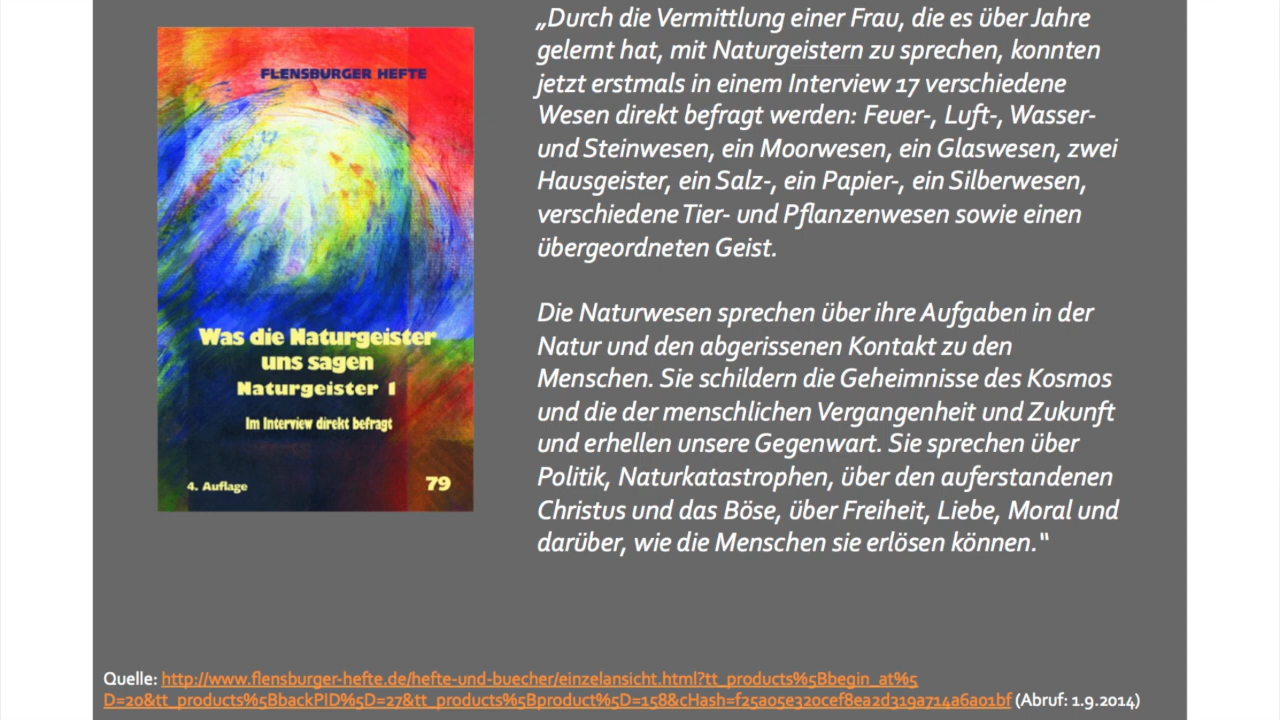 FLENSBURGER HEFTE
Was die Naturgeister
uns sagen
Naturgeister 1
Im Interview direkt befragt
4. Auflage
79
„Durch die Vermittlung einer Frau, die es über Jahre
gelernt hat, mit Naturgeistern zu sprechen, konnten
jetzt erstmals in einem Interview 17 verschiedene
Wesen direkt befragt werden: Feuer-, Luft-, Wasser-
und Steinwesen, ein Moorwesen, ein Glaswesen, zwei
Hausgeister, ein Salz-, ein Papier-, ein Silberwesen,
verschiedene Tier- und Pflanzenwesen sowie einen
übergeordneten Geist.
Die Naturwesen sprechen über ihre Aufgaben in der
Natur und den abgerissenen Kontakt zu den
Menschen. Sie schildern die Geheimnisse des Kosmos
und die der menschlichen Vergangenheit und Zukunft
und erhellen unsere Gegenwart. Sie sprechen über
Politik, Naturkatastrophen, über den auferstandenen
Christus und das Böse, über Freiheit, Liebe, Moral und
darüber, wie die Menschen sie erlösen können.“
Quelle: http://www.flensburger-hefte.de/hefte-und-buecher/einzelansicht.html?tt_products%5Bbegin_at%5
D=20&tt_products%5BbackPID%5D=27&tt_products%5Bproduct%5D=158&cHash=f25a05e320cef8ea2d319a714a6a01bf (Abruf: 1.9.2014)